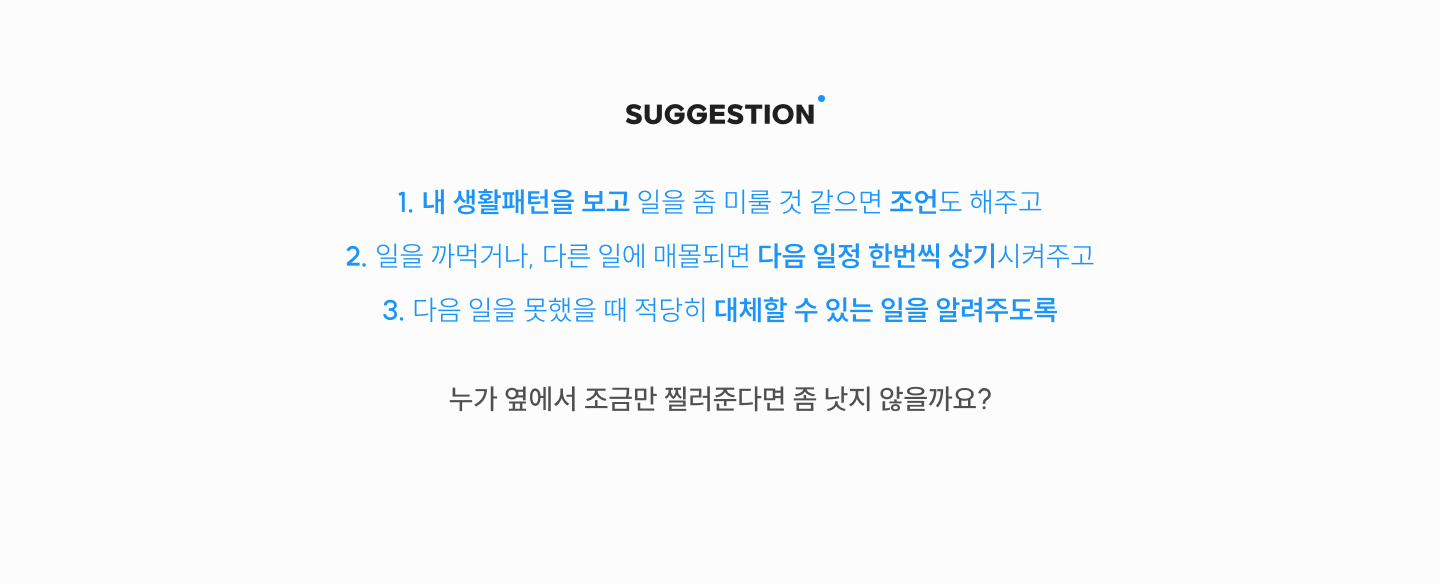 SUGGESTION
1. 내 생활패턴을 보고 일을 좀 미룰 것 같으면 조언도 해주고
2. 일을 까먹거나, 다른 일에 매몰되면 다음 일정 한번씩 상기시켜주고
3. 다음 일을 못했을 때 적당히 대체할 수 있는 일을 알려주도록
누가 옆에서 조금만 찔러준다면 좀 낫지 않을까요?